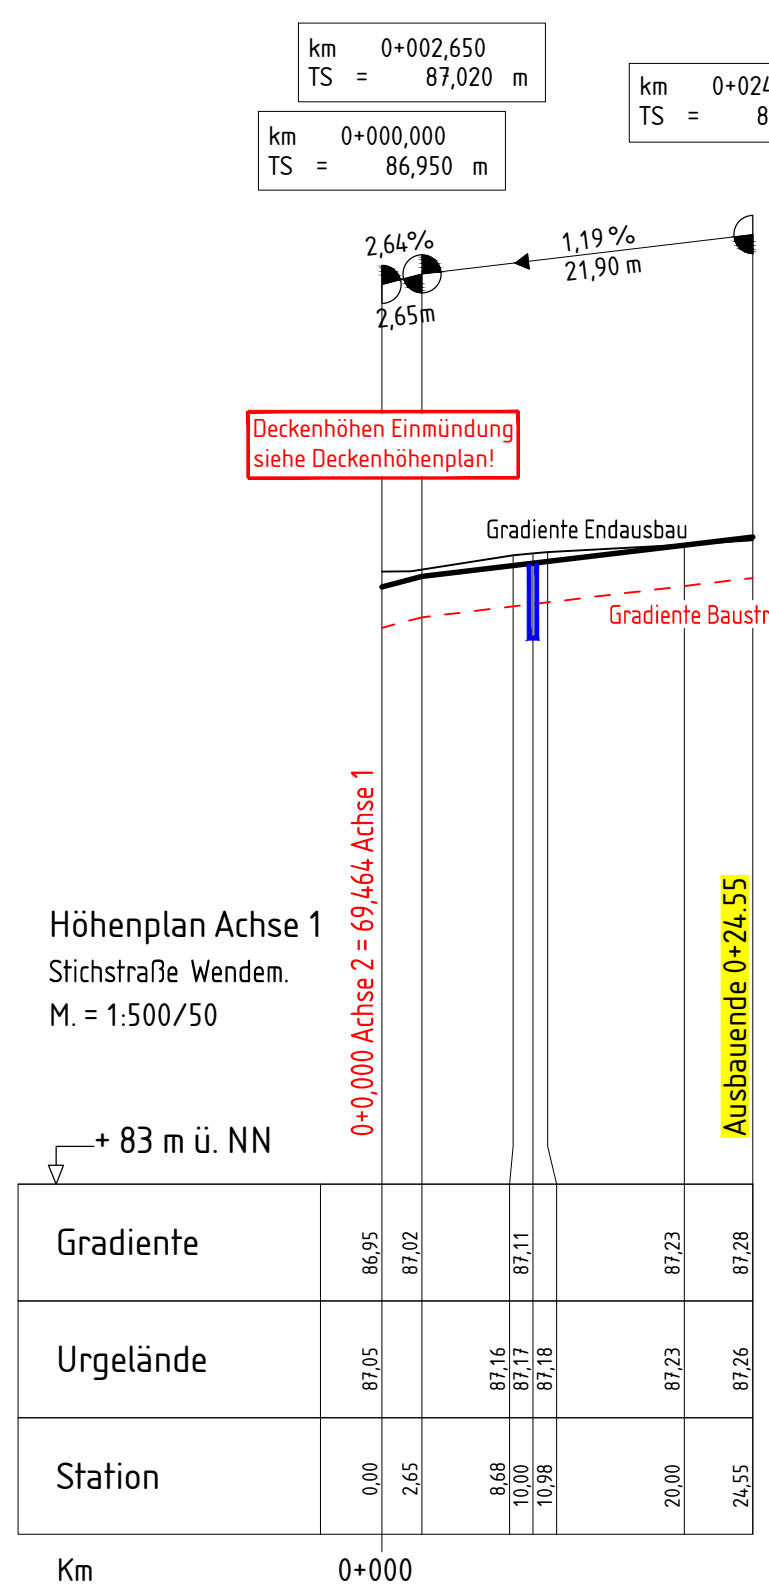 km 0+002,650
TS = 87,020 m
km 0+024
TS = 8
km 0+000,000
TS = 86,950 m
2,64%
1,19 %
21,90 m
2,65m
Deckenhöhen Einmündung
siehe Deckenhöhenplan!
Gradiente Endausbau
Gradiente Baustr
0+0,000 Achse 2 = 69,464 Achse 1
Ausbauende 0+24.55
Höhenplan Achse 1
Stichstraße Wendem.
M. = 1:500/50
+ 83 m ü. NN
Gradiente 86,95 87,02 87,11 87,23 87,28
Urgelände 87,05 87,16 87,17 87,18 87,23 87,26
Station 0,00 2,65 8,68 10,00 10,98 20,00 24,55
Km 0+000